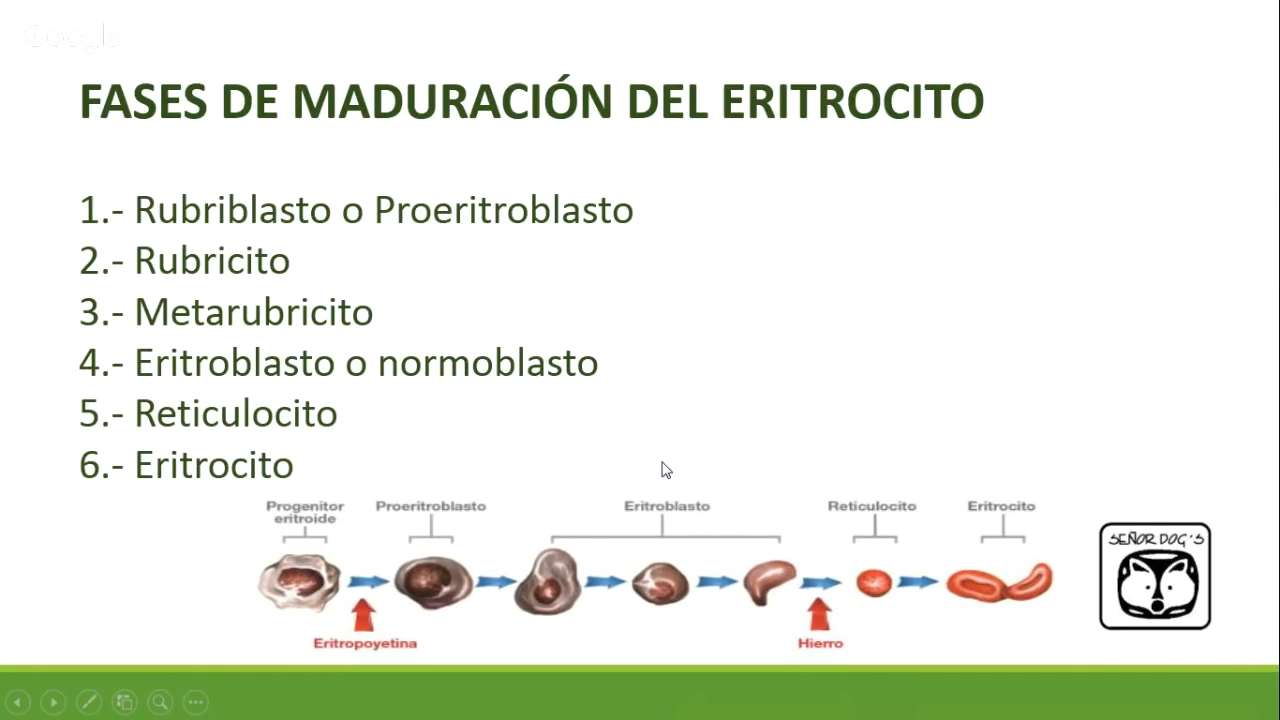 Google
FASES DE MADURACIÓN DEL ERITROCITO
1.- Rubriblasto o Proeritroblasto
2.- Rubricito
3.- Metarubricito
4.- Eritroblasto o normoblasto
5.- Reticulocito
6.- Eritrocito
Progenitor
eritroide
Proeritroblasto
Eritroblasto
Reticulocito
Eritrocito
Eritropoyetina
Hierro
SEÑOR DOG'S